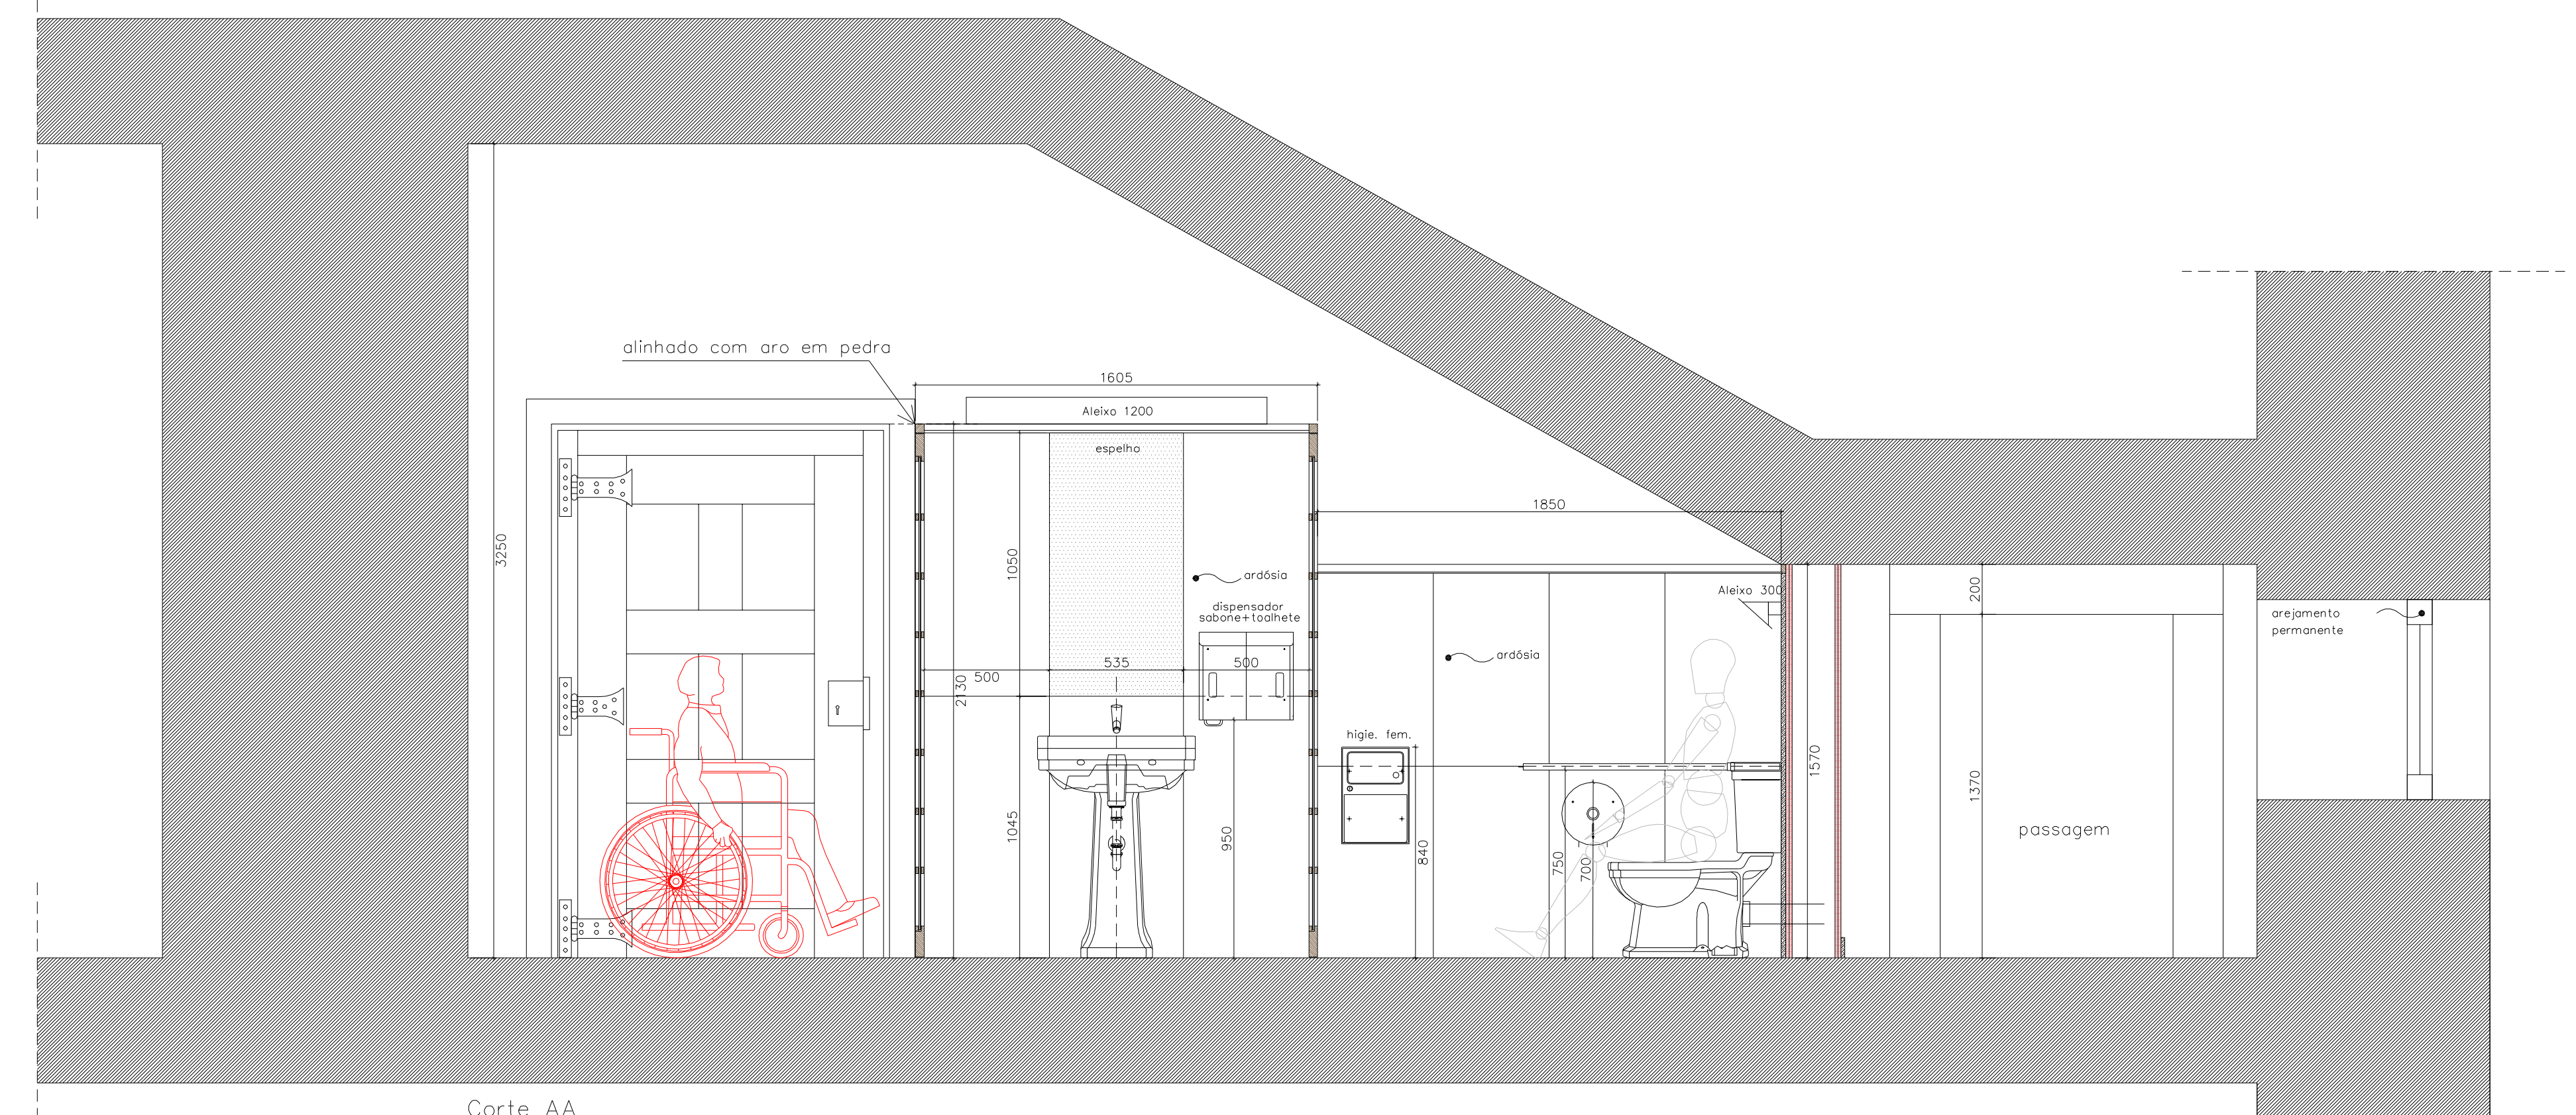 alinhado com aro em pedra
1605
Aleixo 1200
espelho
3250
1050
ardósia
dispensador
sabone+toalhete
500
535
500
2130
1045
950
1850
Aleixo 300
ardósia
higie. fem.
840
750
700
1570
200
1370
passagem
arejamento
permanente
Corte AA